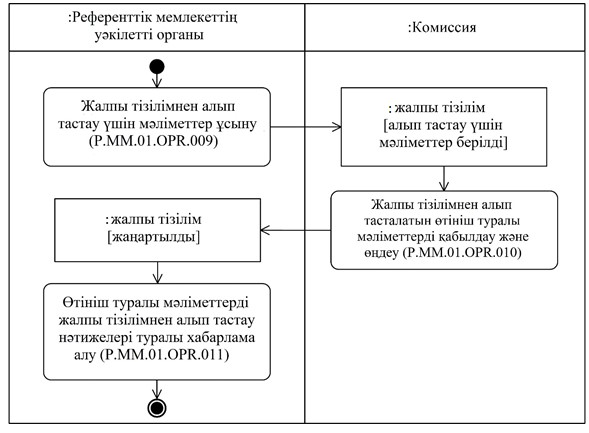 :Референттік мемлекеттің
уәкілетті органы
:Комиссия
Жалпы тізілімнен алып
тастау үшін мәліметтер ұсыну
(P.MM.01.OPR.009)
: жалпы тізілім
[алып тастау үшін
мәліметтер берілді]
Жалпы тізілімнен алып
тасталатын өтініш туралы
мәліметтерді қабылдау және
өңдеу (P.MM.01.OPR.010)
: жалпы тізілім
[жаңартылды]
Өтініш туралы мәліметтерді
жалпы тізілімнен алып тастау
нәтижелері туралы хабарлама
алу (P.MM.01.OPR.011)